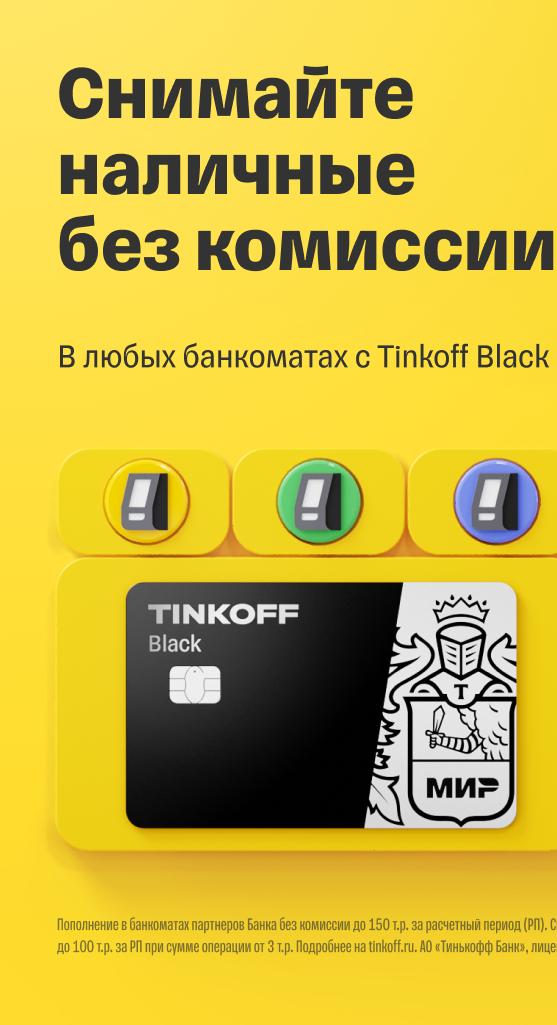 Снимайте
наличные
без комиссии
В любых банкоматах с Tinkoff Black
TINKOFF
Black
T
МИР
Пополнение в банкоматах партнеров Банка без комиссии до 150 т.р. за расчетный период (РП).
до 100 т.р. за РП при сумме операции от 3 т.р. Подробнее на tinkoff.ru. АО «Тинькофф Банк», лице